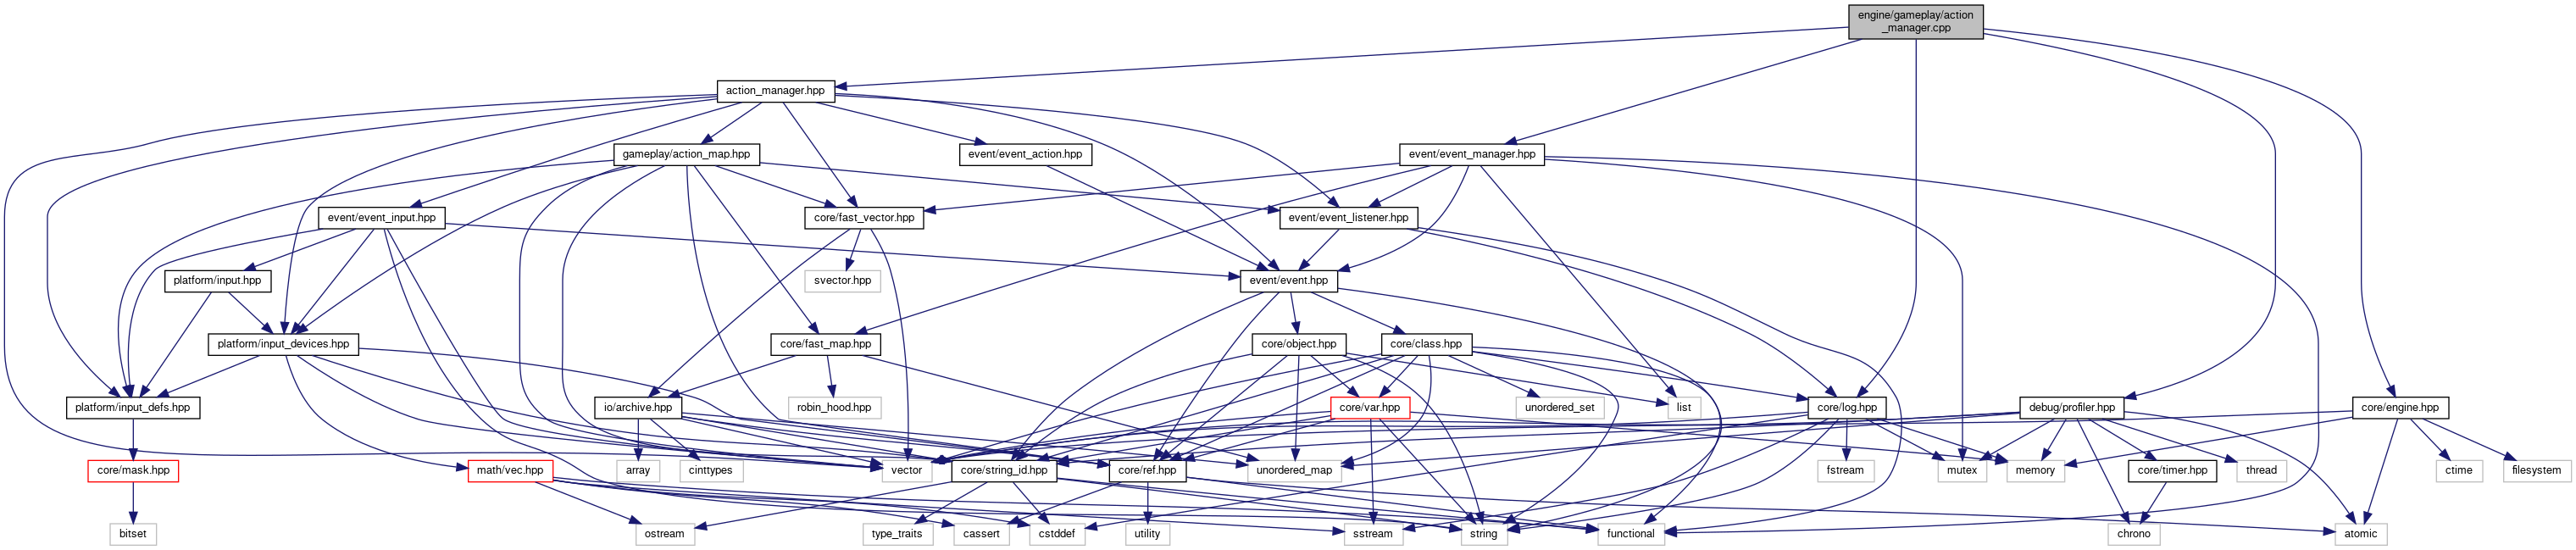 engine/gameplay/action
_manager.cpp
action_manager.hpp
gameplay/action_map.hpp
event/event_action.hpp
event/event_manager.hpp
event/event_input.hpp
core/fast_vector.hpp
event/event_listener.hpp
platform/input.hpp
svector.hpp
event/event.hpp
platform/input_devices.hpp
core/fast_map.hpp
core/object.hpp
core/class.hpp
platform/input_defs.hpp
io/archive.hpp
robin_hood.hpp
core/var.hpp
unordered_set
list
core/log.hpp
debug/profiler.hpp
core/engine.hpp
core/mask.hpp
math/vec.hpp
array
cinttypes
vector
core/string_id.hpp
core/ref.hpp
unordered_map
fstream
mutex
memory
core/timer.hpp
thread
ctime
filesystem
bitset
ostream
type_traits
cassert
cstddef
utility
sstream
string
functional
chrono
atomic